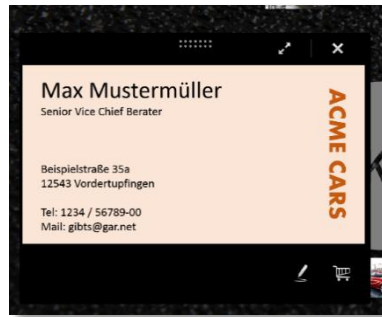 Max Mustermüller
Senior Vice Chief Berater
Beispielstraße 35a
12543 Vordertupfingen
Tel: 1234 / 56789-00
Mail: gibts@gar.net
ACME CARS